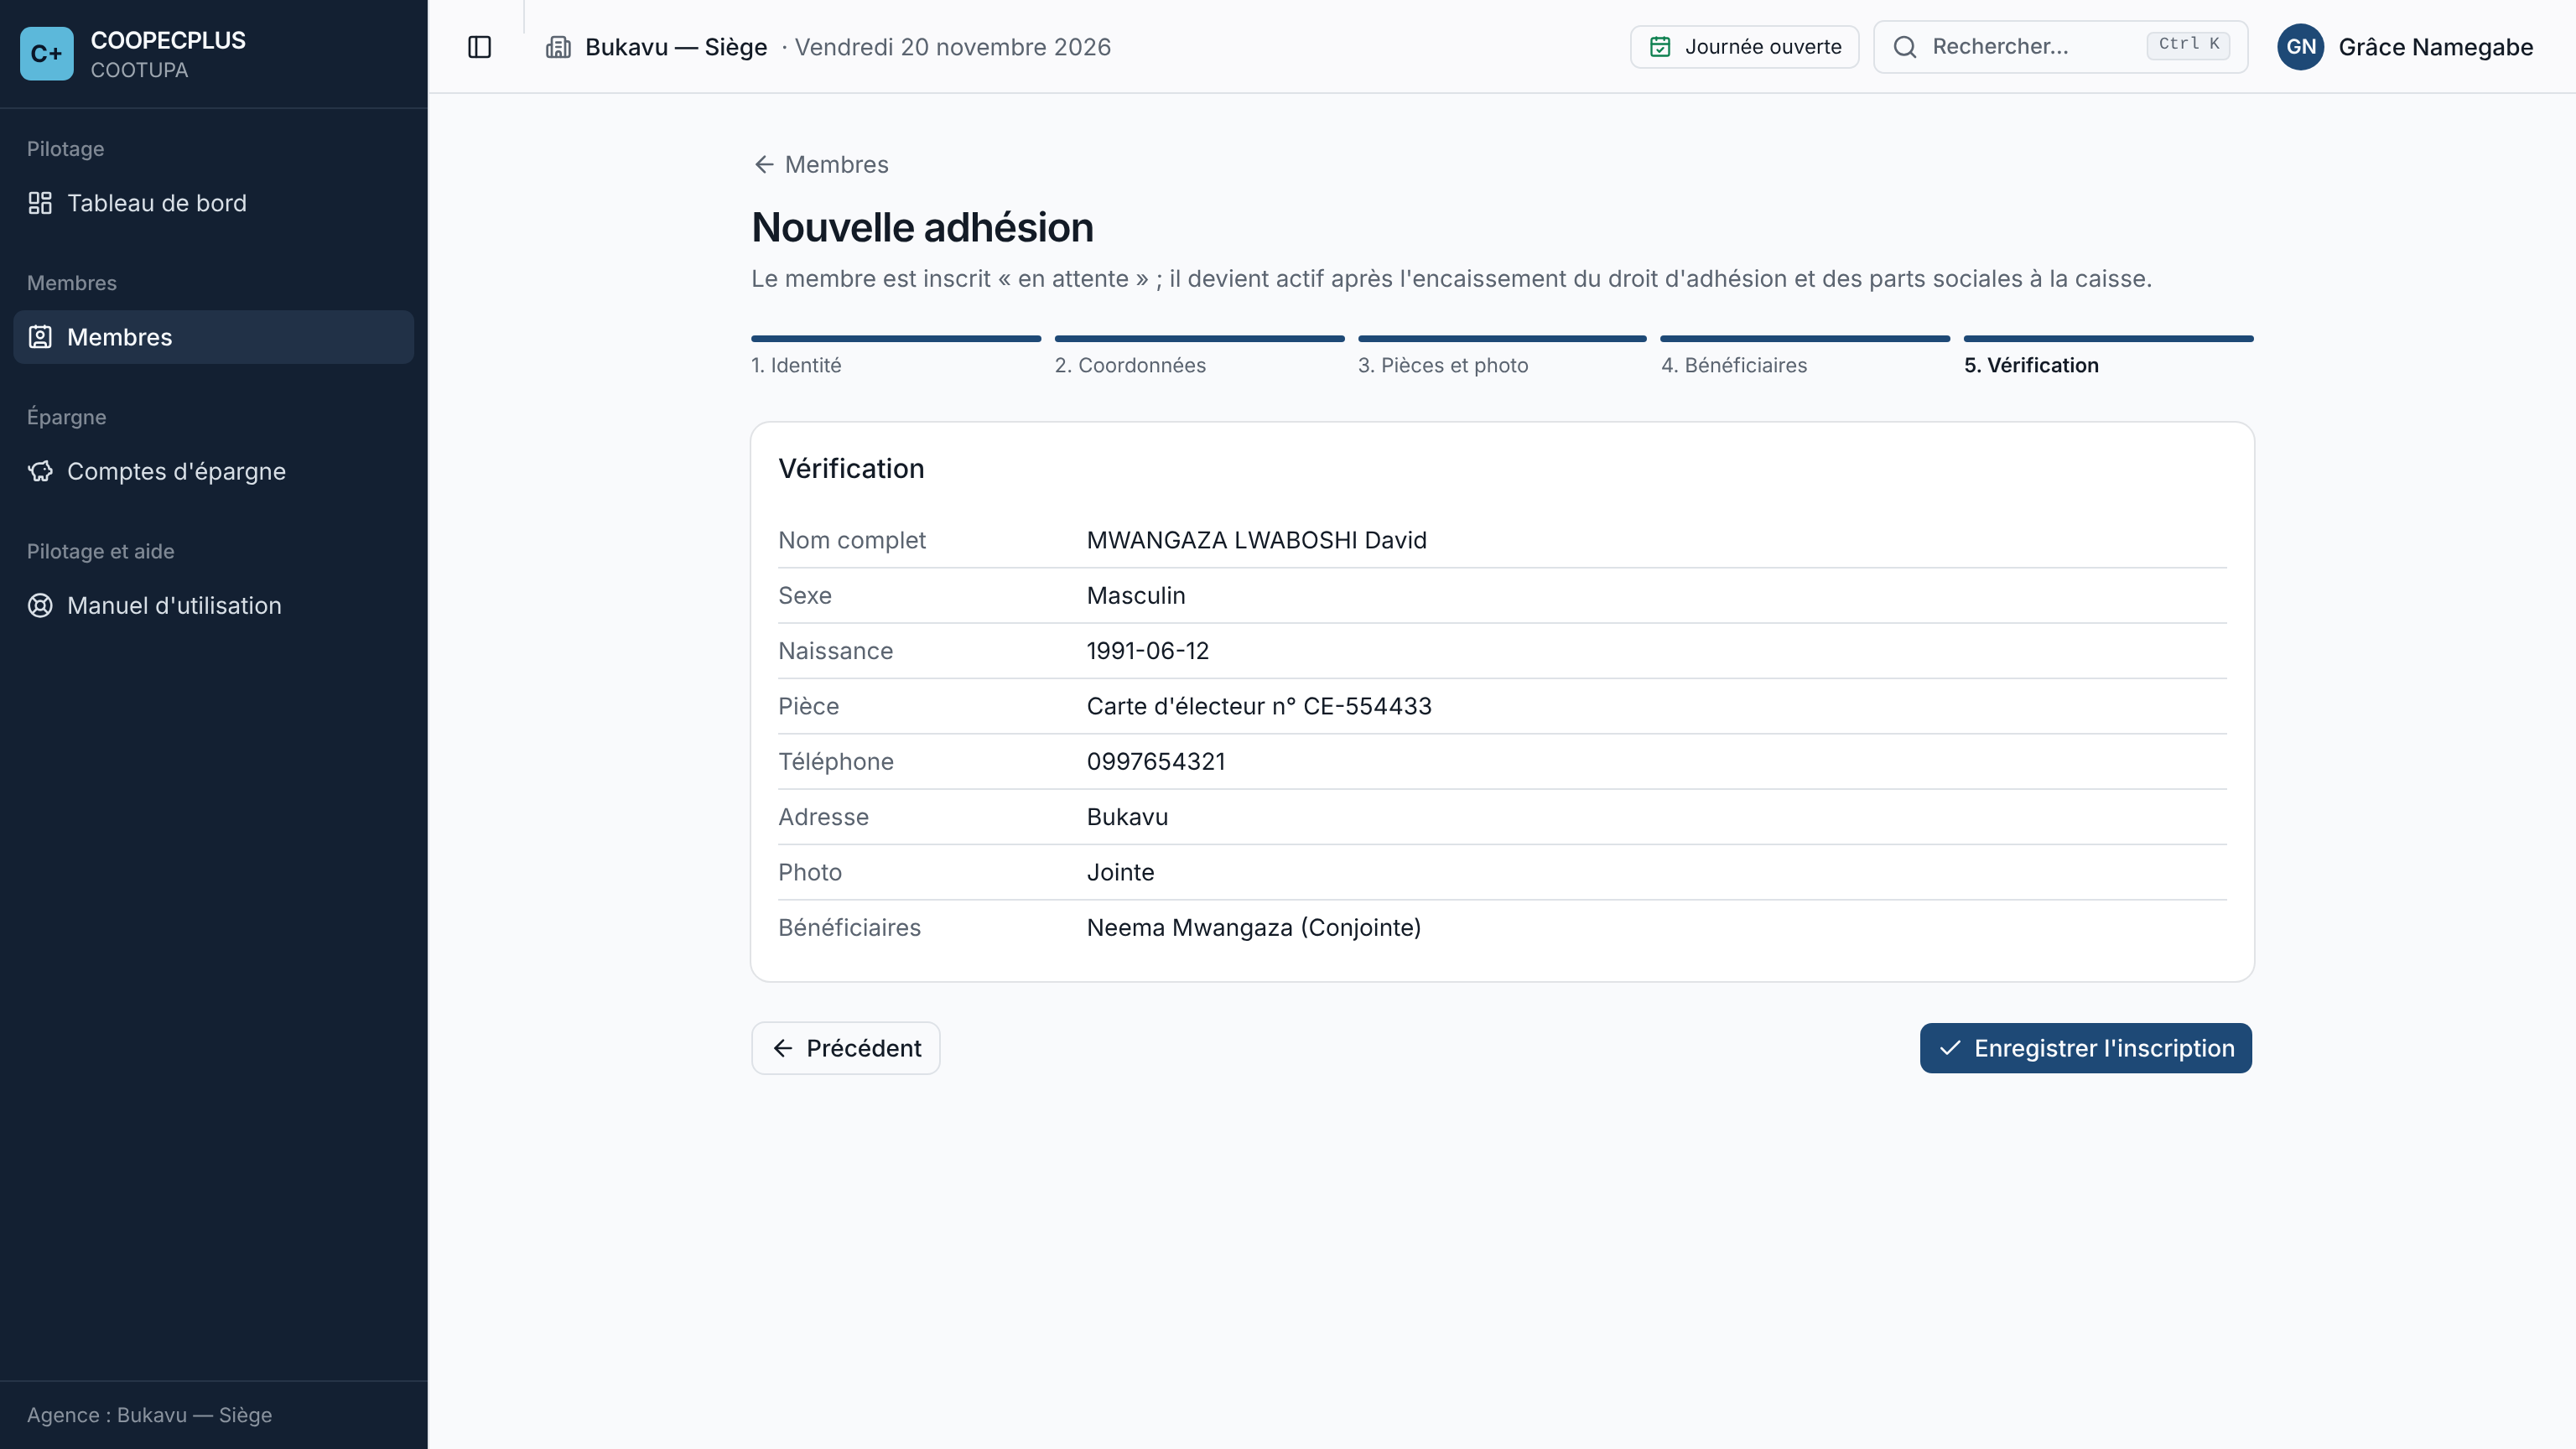 C+
COOPECPLUS
COOTUPA
Pilotage
Tableau de bord
Membres
Membres
Épargne
Comptes d'épargne
Pilotage et aide
Manuel d'utilisation
Agence : Bukavu — Siège
Bukavu — Siège · Vendredi 20 novembre 2026
Journée ouverte
Rechercher... Ctrl K
GN Grâce Namegabe
← Membres
Nouvelle adhésion
Le membre est inscrit « en attente » ; il devient actif après l'encaissement du droit d'adhésion et des parts sociales à la caisse.
1. Identité
2. Coordonnées
3. Pièces et photo
4. Bénéficiaires
5. Vérification
Vérification
Nom complet MWANGAZA LWABOSHI David
Sexe Masculin
Naissance 1991-06-12
Pièce Carte d'électeur n° CE-554433
Téléphone 0997654321
Adresse Bukavu
Photo Jointe
Bénéficiaires Neema Mwangaza (Conjointe)
← Précédent
Enregistrer l'inscription